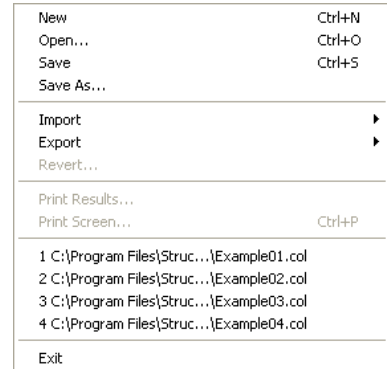 New Ctrl+N
Open... Ctrl+O
Save Ctrl+S
Save As...
Import
Export
Revert...
Print Results...
Print Screen... Ctrl+P
1 C:\Program Files\Struc...\Example01.col
2 C:\Program Files\Struc...\Example02.col
3 C:\Program Files\Struc...\Example03.col
4 C:\Program Files\Struc...\Example04.col
Exit